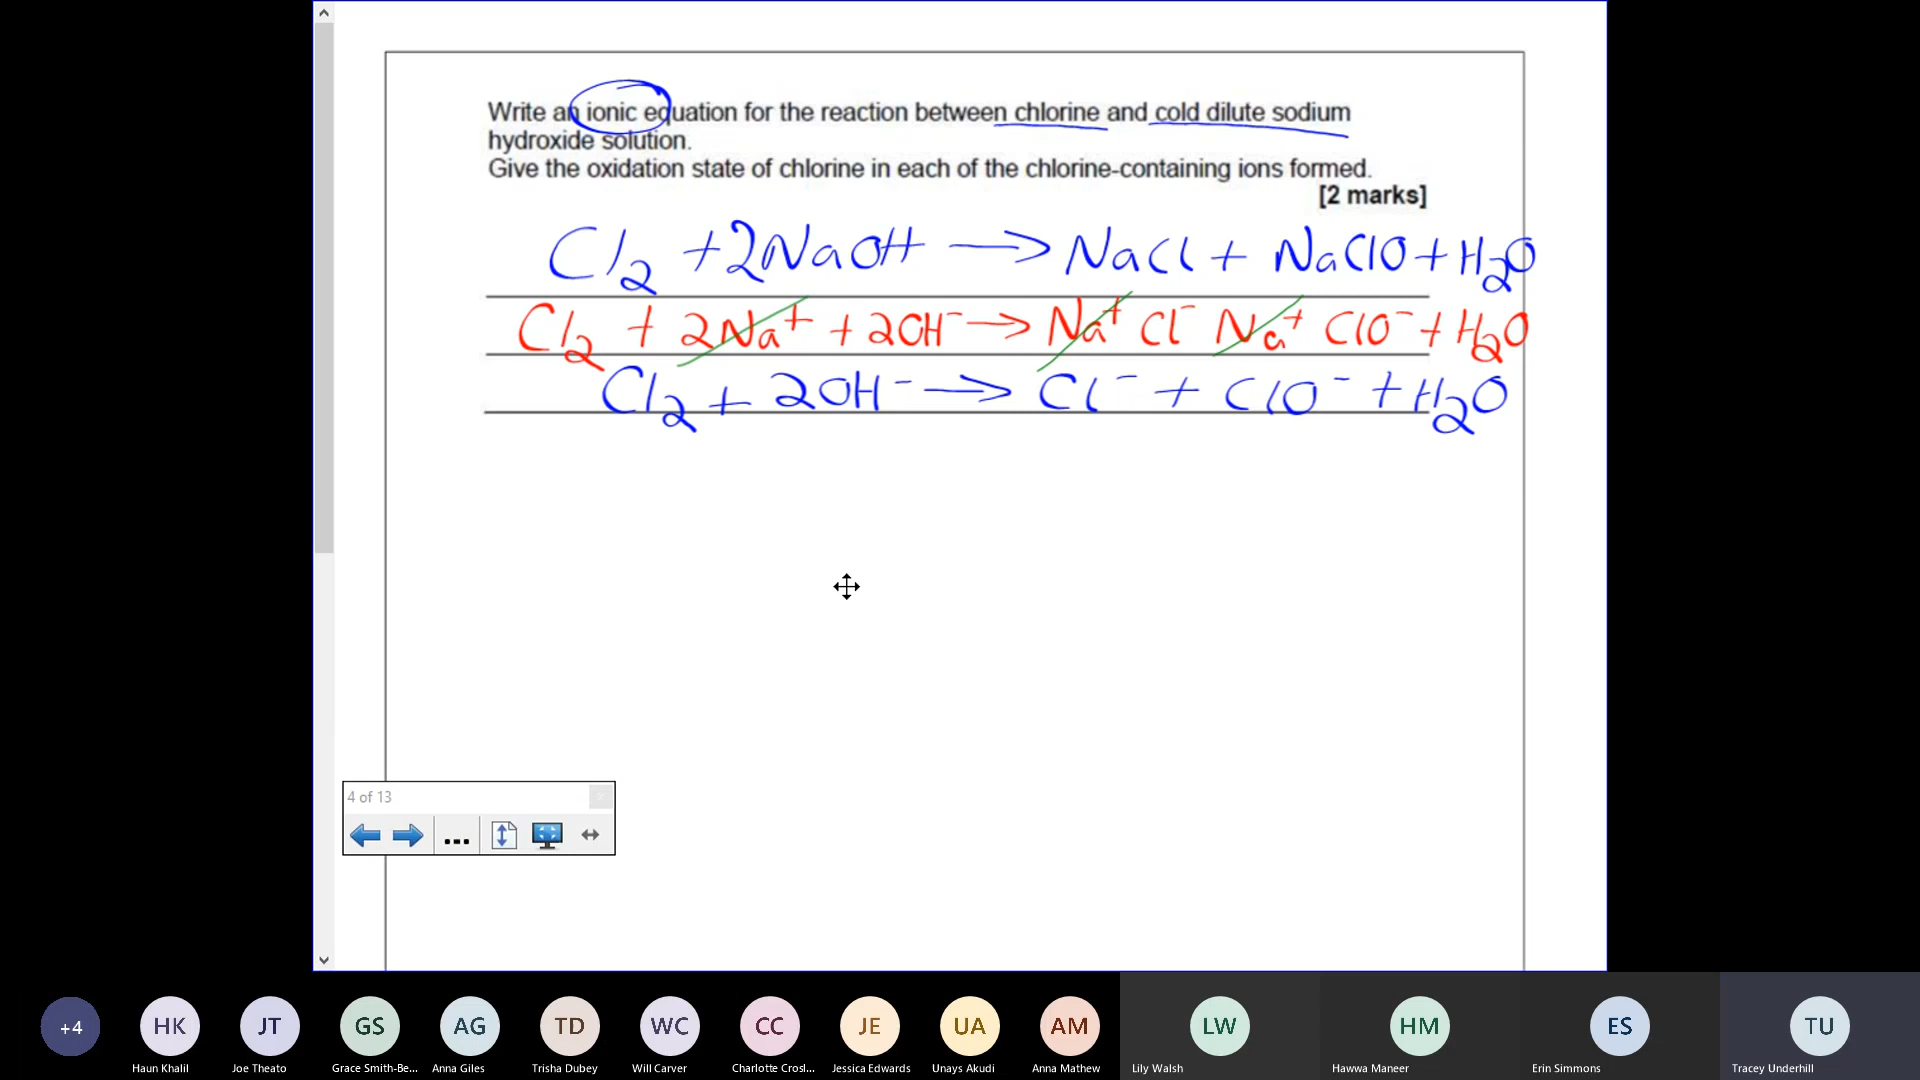 Write an ionic equation for the reaction between chlorine and cold dilute sodium
hydroxide solution.
Give the oxidation state of chlorine in each of the chlorine-containing ions formed.
[2 marks]
Cl₂ + 2NaOH → NaCl + NaClO + H₂O
Cl₂ + 2Na⁺ + 2OH⁻ → Na⁺ Cl⁻ Na⁺ ClO⁻ + H₂O
Cl₂ + 2OH⁻ → Cl⁻ + ClO⁻ + H₂O
4 of 13
...
+4 HK JT GS AG TD WC CC JE UA AM LW HM ES TU
Haun Khalil Joe Theato Grace Smith-Be... Anna Giles Trisha Dubey Will Carver Charlotte Crosl... Jessica Edwards Unays Akudi Anna Mathew Lily Walsh Hawwa Maneer Erin Simmons Tracey Underhill